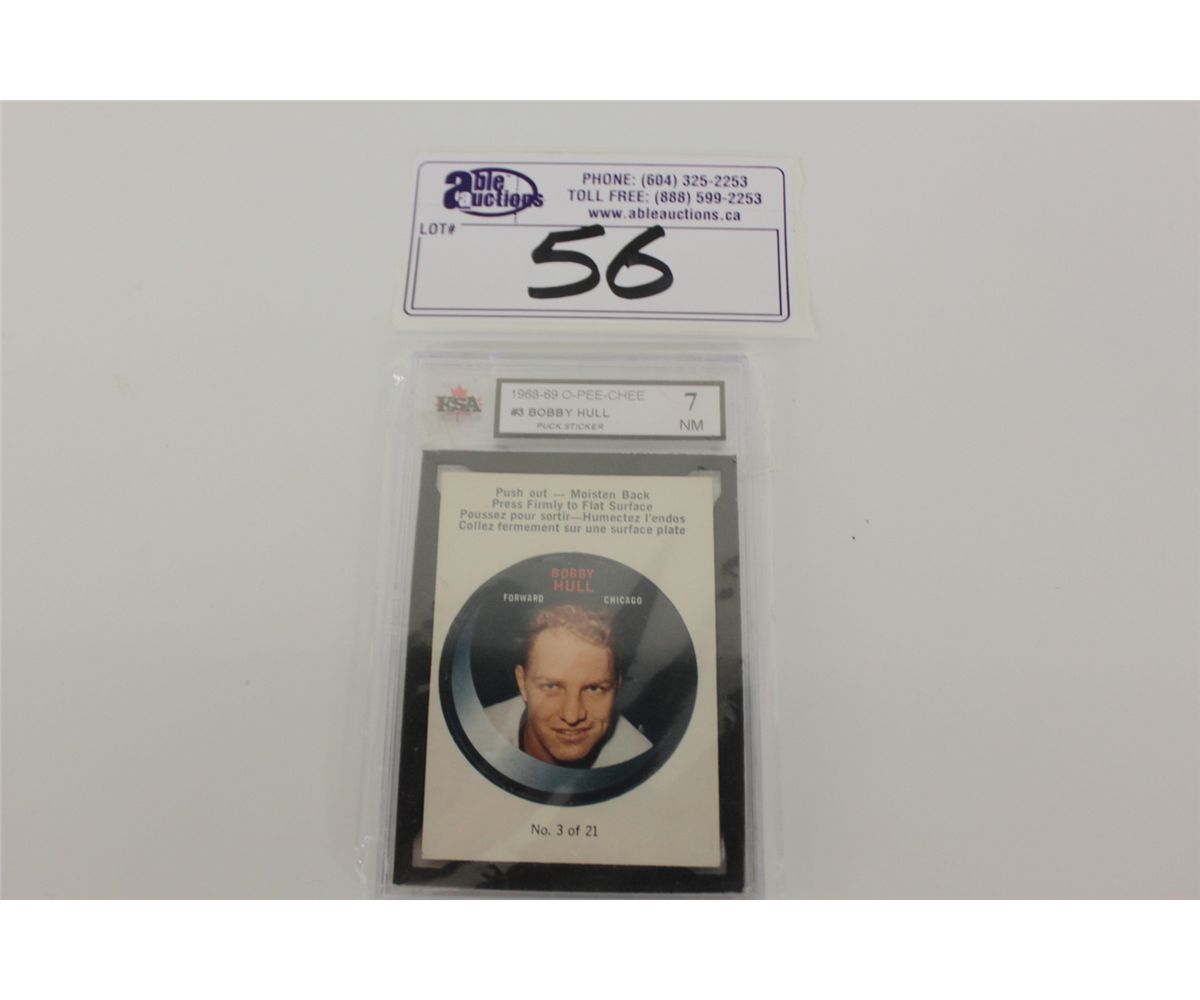 able auctions
PHONE: (604) 325-2253
TOLL FREE: (888) 599-2253
www.ableauctions.ca
LOT#
56
KSA
1968-69 O-PEE-CHEE
#3 BOBBY HULL
PUCK STICKER
7
NM
Push out — Moisten Back
Press Firmly to Flat Surface
Poussez pour sortir—Humectez l'endos
Collez fermement sur une surface plate
BOBBY
HULL
FORWARD CHICAGO
No. 3 of 21